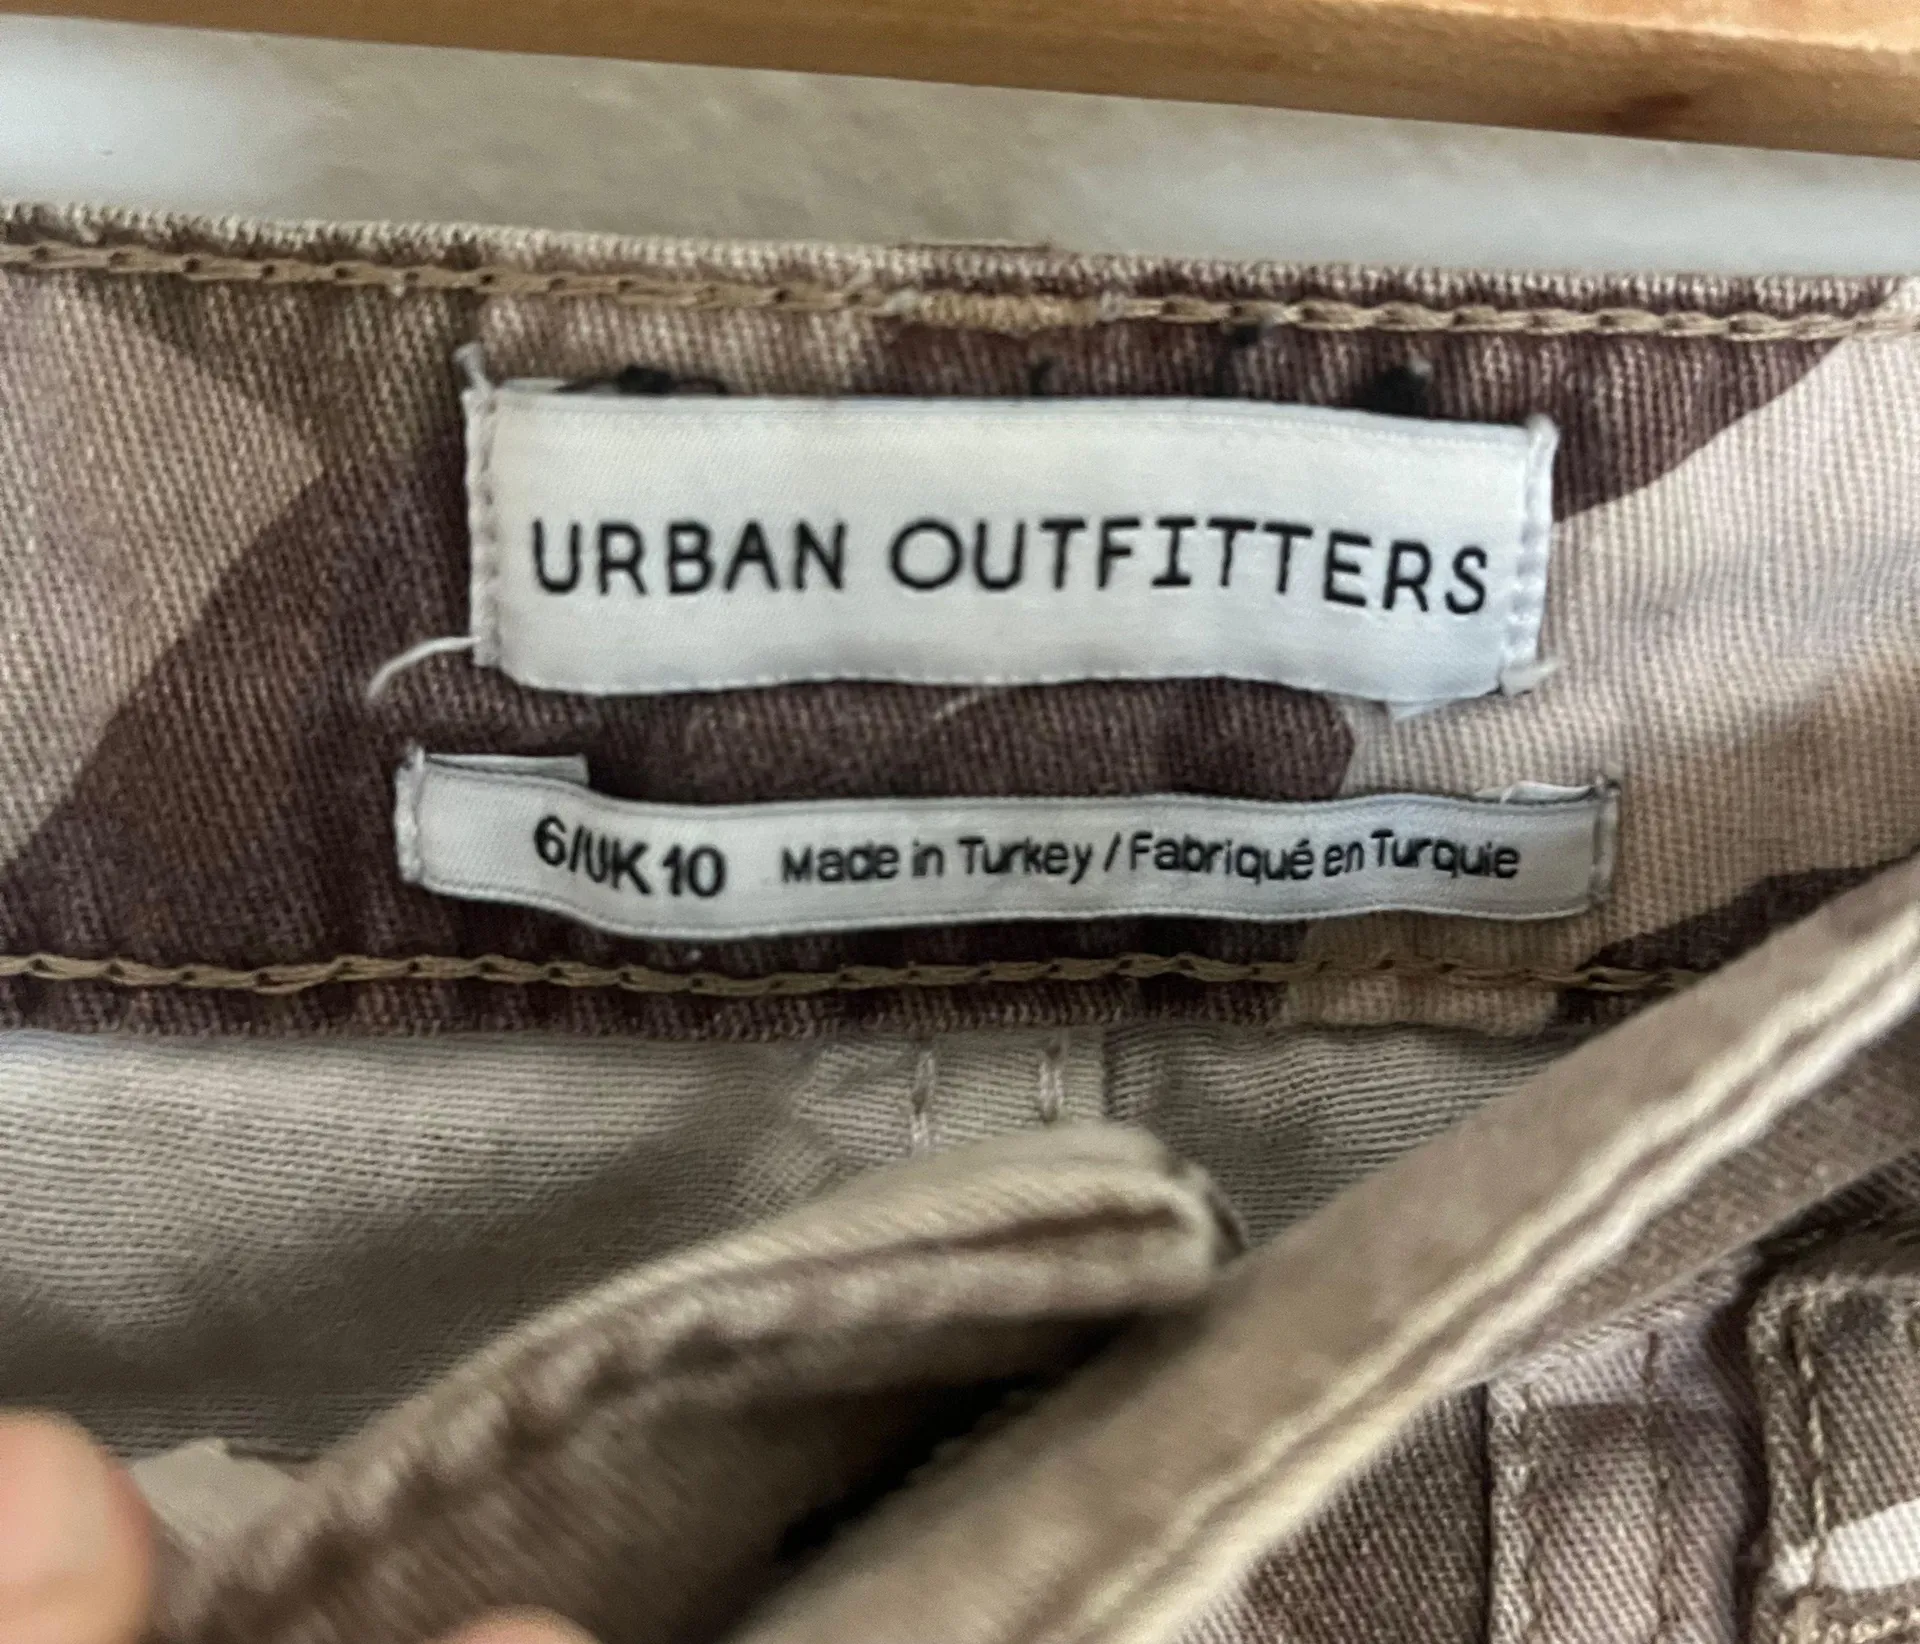 URBAN OUTFITTERS
6/UK 10 Made in Turkey / Fabriqué en Turquie